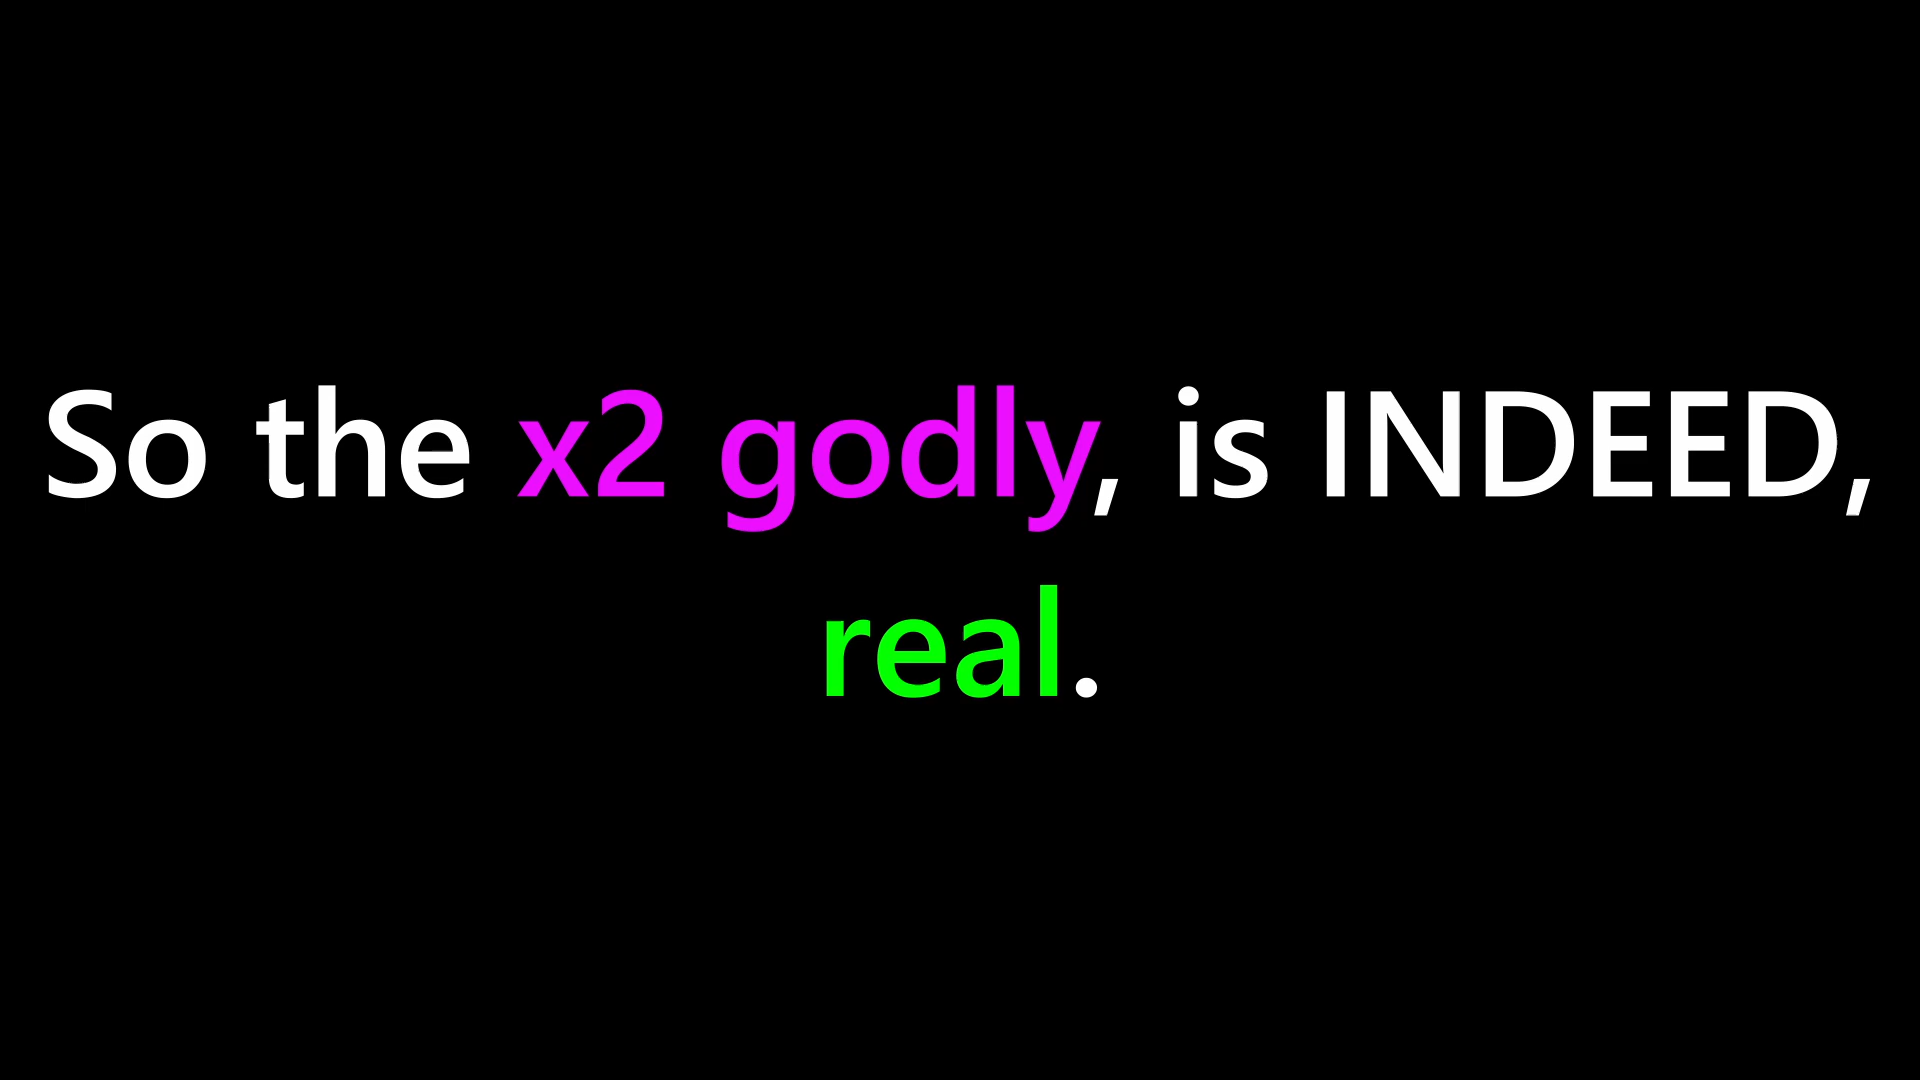 So the x2 godly, is INDEED,
real.